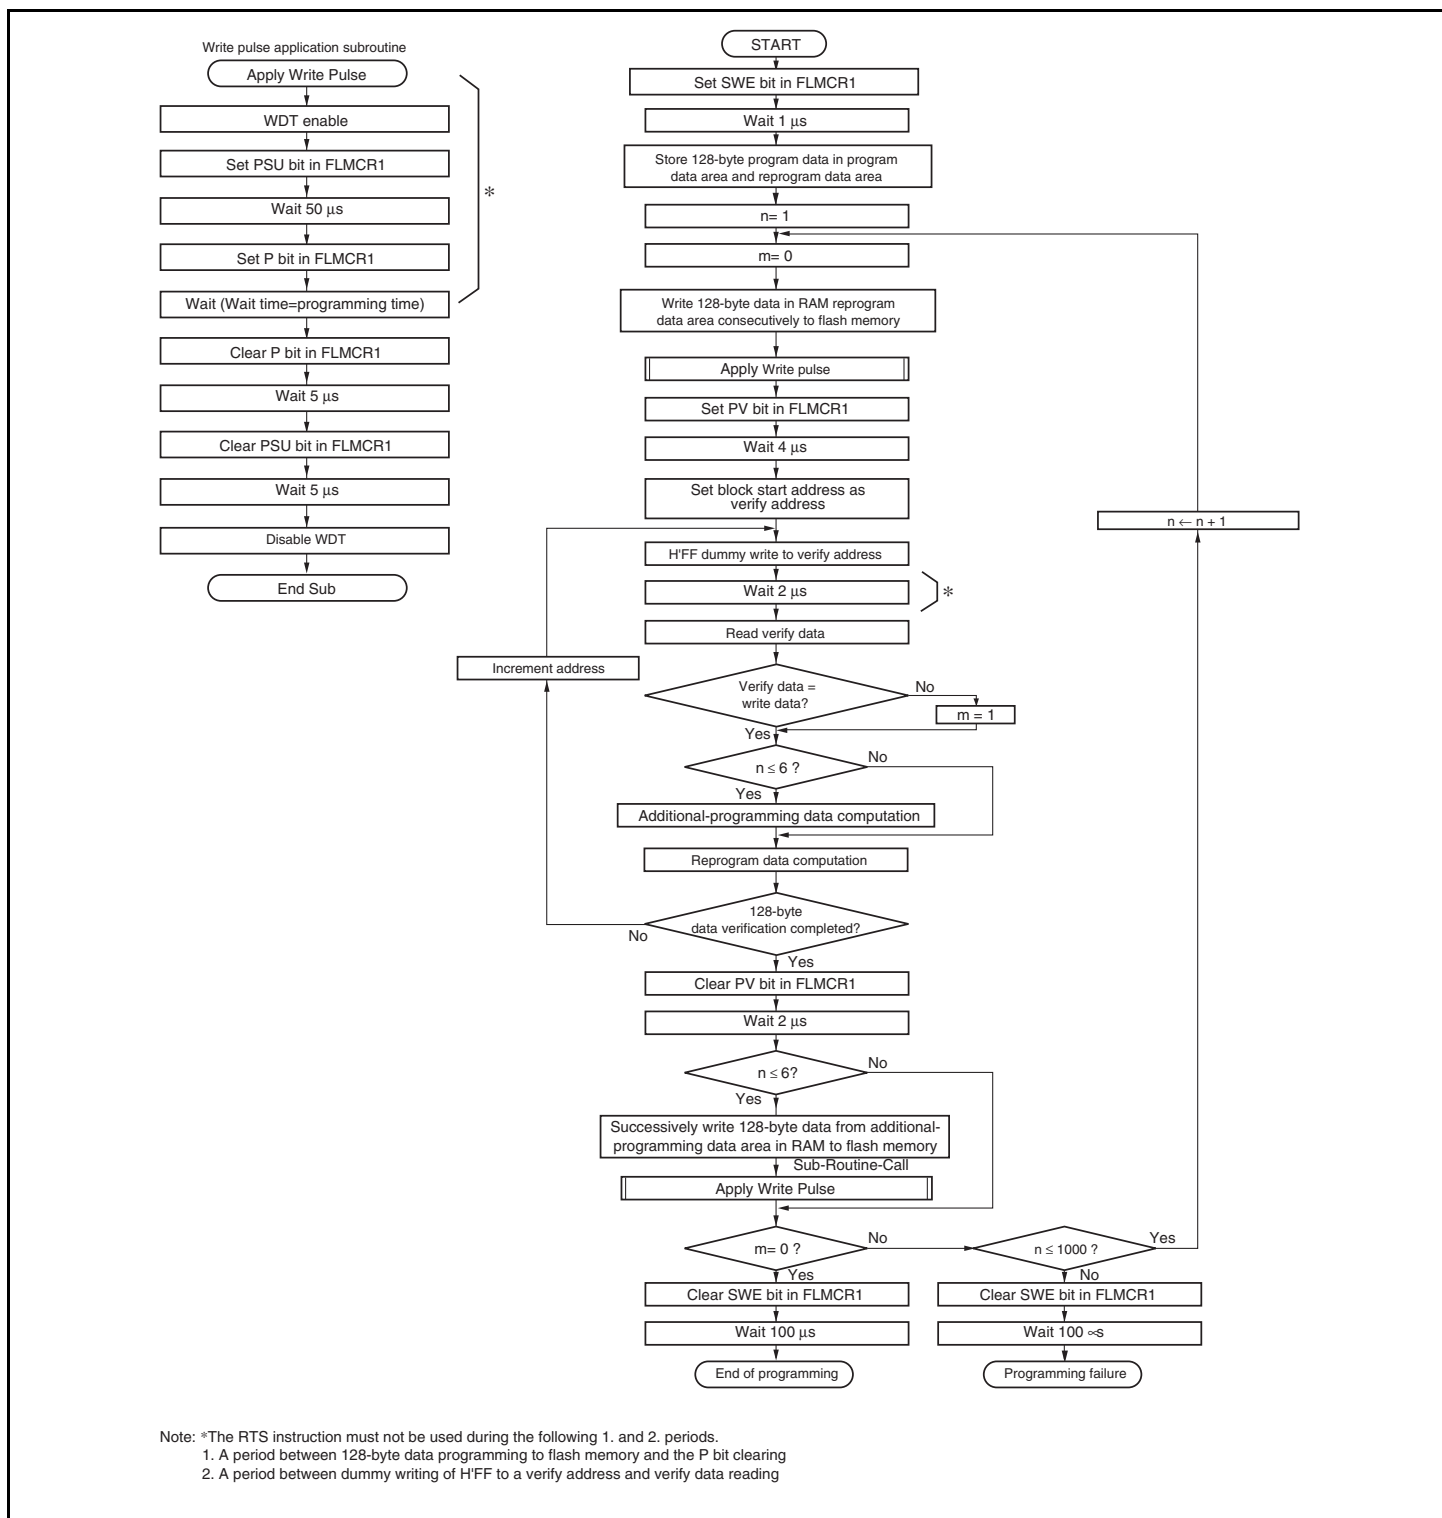 Write pulse application subroutine
Apply Write Pulse
WDT enable
Set PSU bit in FLMCR1
Wait 50 µs
Set P bit in FLMCR1
Wait (Wait time=programming time)
*
Clear P bit in FLMCR1
Wait 5 µs
Clear PSU bit in FLMCR1
Wait 5 µs
Disable WDT
End Sub
START
Set SWE bit in FLMCR1
Wait 1 µs
Store 128-byte program data in program
data area and reprogram data area
n= 1
m= 0
Write 128-byte data in RAM reprogram
data area consecutively to flash memory
Apply Write pulse
Set PV bit in FLMCR1
Wait 4 µs
Set block start address as
verify address
n ← n + 1
H'FF dummy write to verify address
Wait 2 µs
*
Read verify data
Increment address
Verify data =
write data?
No
m = 1
Yes
n ≤ 6 ?
No
Yes
Additional-programming data computation
Reprogram data computation
128-byte
data verification completed?
No
Yes
Clear PV bit in FLMCR1
Wait 2 µs
n ≤ 6?
No
Yes
Successively write 128-byte data from additional-
programming data area in RAM to flash memory
Sub-Routine-Call
Apply Write Pulse
m= 0 ?
No
n ≤ 1000 ?
Yes
Yes
No
Clear SWE bit in FLMCR1
Clear SWE bit in FLMCR1
Wait 100 µs
Wait 100 ∝s
End of programming
Programming failure
Note: *The RTS instruction must not be used during the following 1. and 2. periods.
1. A period between 128-byte data programming to flash memory and the P bit clearing
2. A period between dummy writing of H'FF to a verify address and verify data reading